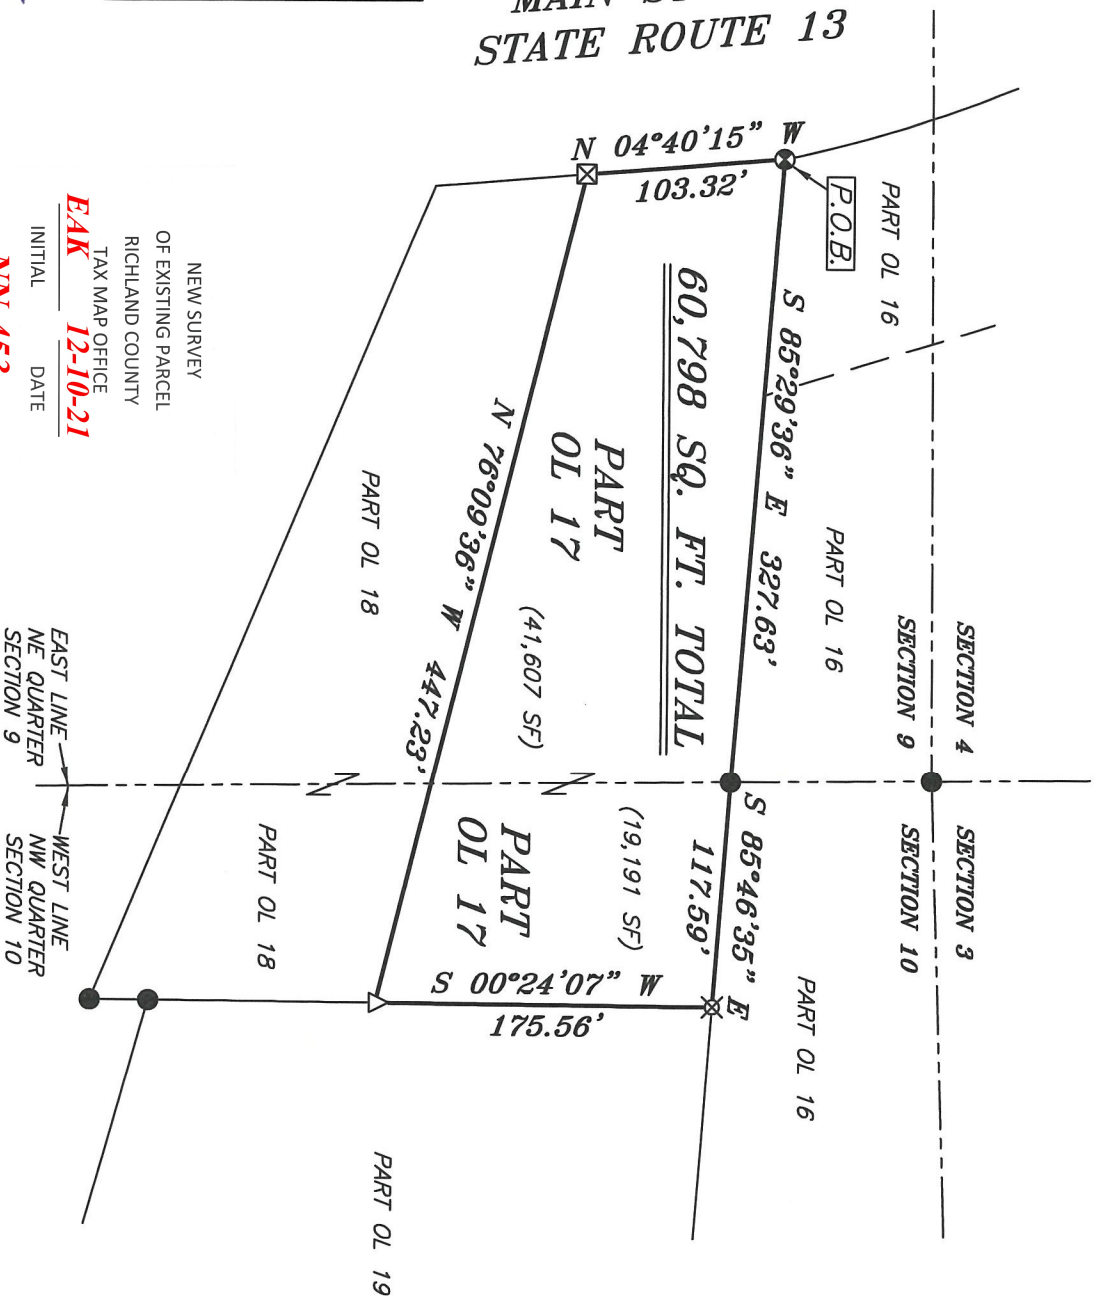 STATE ROUTE 13
N 04°40'15" W
103.32'
P.O.B.
PART OL 16
S 85°29'36" E 327.63'
PART OL 16
60,798 SQ. FT. TOTAL
PART
OL 17
(41,607 SF)
N 76°09'36" W 447.23'
PART OL 18
SECTION 4
SECTION 9
SECTION 3
SECTION 10
S 85°46'35" E
117.59'
(19,191 SF)
PART
OL 17
S 00°24'07" W
175.56'
PART OL 16
PART OL 18
PART OL 19
EAST LINE
NE QUARTER
SECTION 9
WEST LINE
NW QUARTER
SECTION 10
NEW SURVEY
OF EXISTING PARCEL
RICHLAND COUNTY
TAX MAP OFFICE
EAK 12-10-21
INITIAL DATE